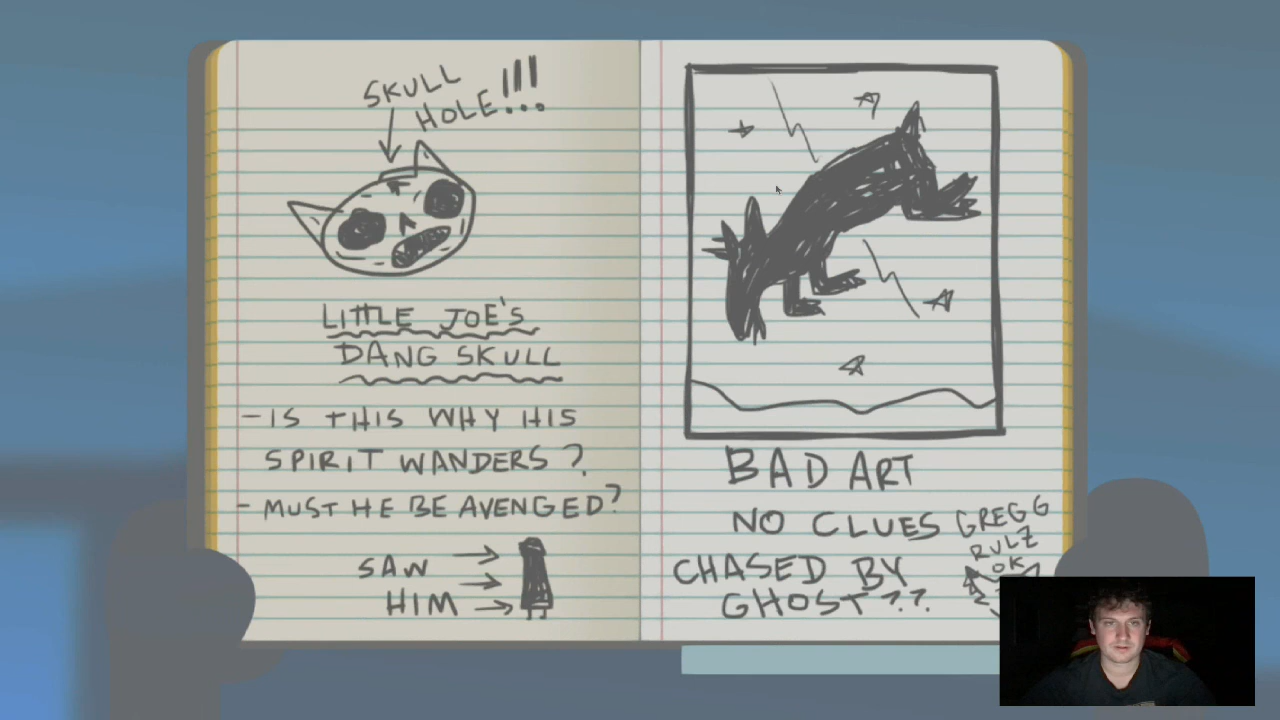 SKULL
HOLE!!!
LITTLE JOE'S
DANG SKULL
- IS THIS WHY HIS
SPIRIT WANDERS?
- MUST HE BE AVENGED?
SAW
HIM
BAD ART
NO CLUES
CHASED BY
GHOST??
GREGG
RULZ
OK